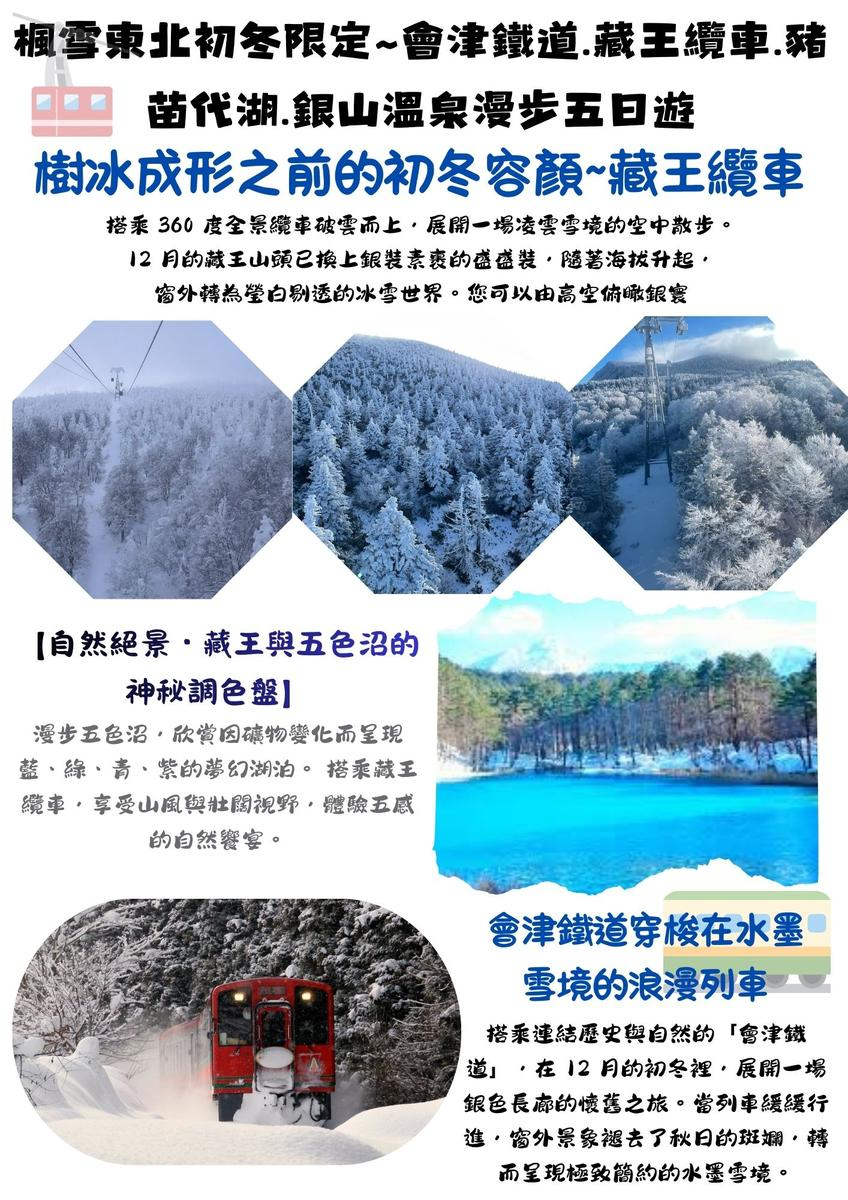 楓雪東北初冬限定~會津鐵道.藏王纜車.豬
苗代湖.銀山溫泉漫步五日遊
樹冰成形之前的初冬容顏~藏王纜車
搭乘 360 度全景纜車破雲而上，展開一場凌雲雪境的空中散步。
12 月的藏王山頭已換上銀裝素裹的盛盛裝，隨著海拔升起，
窗外轉為瑩白剔透的冰雪世界。您可以由高空俯瞰銀寰
【自然絕景・藏王與五色沼的
神秘調色盤】
漫步五色沼，欣賞因礦物變化而呈現
藍、綠、青、紫的夢幻湖泊。 搭乘藏王
纜車，享受山風與壯闊視野，體驗五感
的自然饗宴。
會津鐵道穿梭在水墨
雪境的浪漫列車
搭乘連結歷史與自然的「會津鐵
道」，在 12 月的初冬裡，展開一場
銀色長廊的懷舊之旅。當列車緩緩行
進，窗外景象褪去了秋日的斑斕，轉
而呈現極致簡約的水墨雪境。